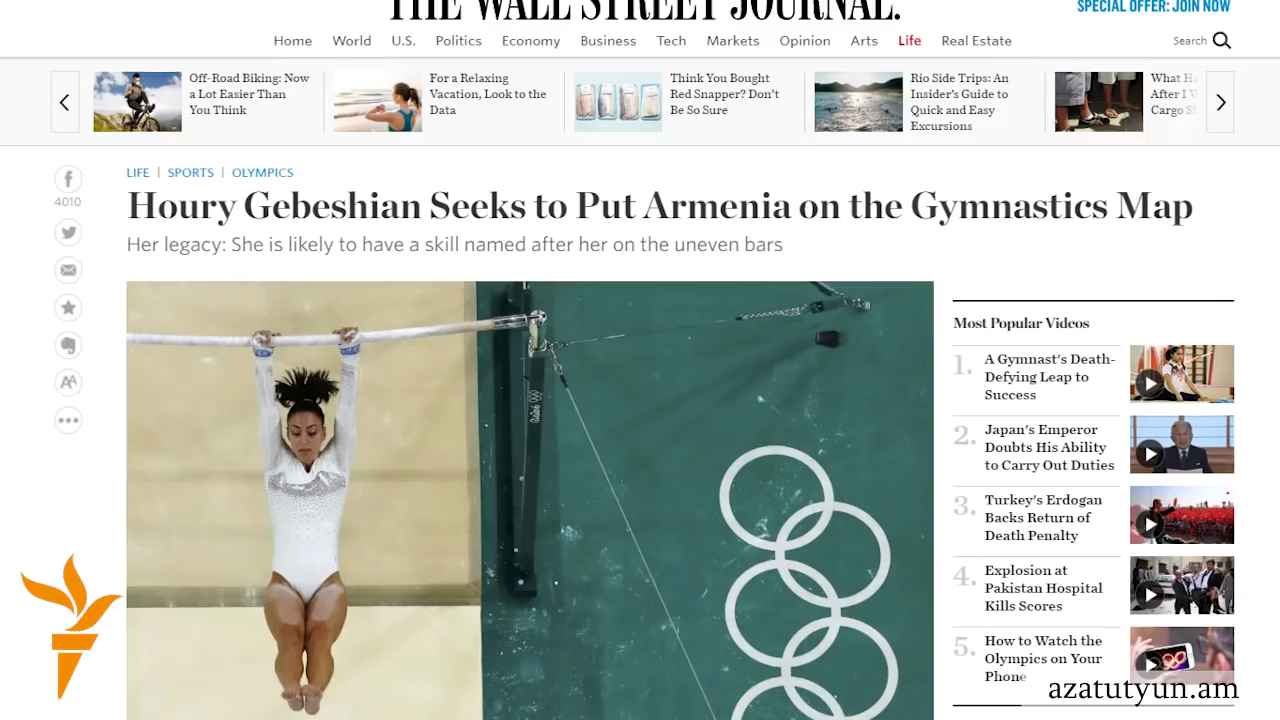 THE WALL STREET JOURNAL.
SPECIAL OFFER: JOIN NOW
Home World U.S. Politics Economy Business Tech Markets Opinion Arts Life Real Estate
Search
Off-Road Biking: Now
a Lot Easier Than
You Think
For a Relaxing
Vacation, Look to the
Data
Think You Bought
Red Snapper? Don't
Be So Sure
Rio Side Trips: An
Insider's Guide to
Quick and Easy
Excursions
What
After I
Cargo
4010
LIFE | SPORTS | OLYMPICS
Houry Gebeshian Seeks to Put Armenia on the Gymnastics Map
Her legacy: She is likely to have a skill named after her on the uneven bars
Most Popular Videos
1. A Gymnast's Death-
Defying Leap to
Success
2. Japan's Emperor
Doubts His Ability
to Carry Out Duties
3. Turkey's Erdogan
Backs Return of
Death Penalty
4. Explosion at
Pakistan Hospital
Kills Scores
5. How to Watch the
Olympics on Your
Phone
azatutyun.am